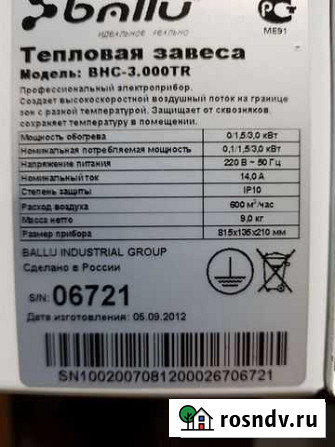 Ballu
ИДЕАЛЬНОЕ РЕАЛЬНО
МЕ91
Тепловая завеса
Модель: ВНС-3.000TR
Профессиональный электроприбор.
Создает высокоскоростной воздушный поток на границе
зон с разной температурой. Защищает от сквозняков,
сохраняет температуру в помещении.
Мощность обогрева 0/1,5/3,0 кВт
Номинальная потребляемая мощность 0,1/1,5/3,0 кВт
Напряжение питания 220 В ~ 50 Гц
Номинальный ток 14,0 А
Степень защиты IP10
Расход воздуха 600 м³/час
Масса нетто 9,0 кг
Размер прибора 815х135х210 мм
BALLU INDUSTRIAL GROUP
Сделано в России
S/N: 06721
Дата изготовления: 05.09.2012
SN1002007081200026706721
rosndv.ru